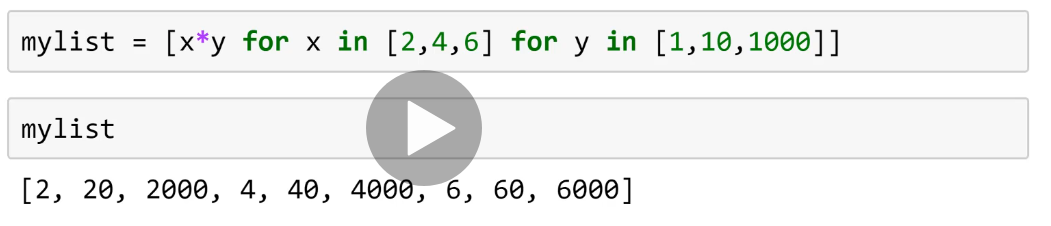 mylist = [x*y for x in [2,4,6] for y in [1,10,1000]]
mylist
[2, 20, 2000, 4, 40, 4000, 6, 60, 6000]